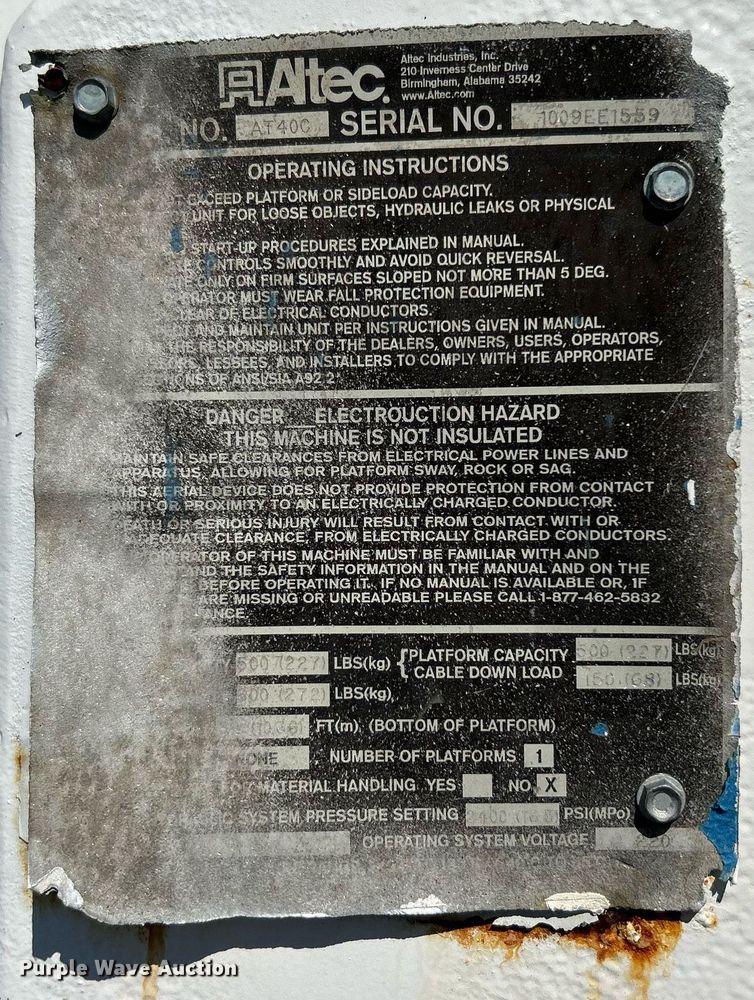 Altec
Altec Industries, Inc.
210 Inverness Center Drive
Birmingham, Alabama 35242
www.Altec.com
NO. AT40C SERIAL NO. 1009EE1559
OPERATING INSTRUCTIONS
EXCEED PLATFORM OR SIDELOAD CAPACITY.
UNIT FOR LOOSE OBJECTS, HYDRAULIC LEAKS OR PHYSICAL
START-UP PROCEDURES EXPLAINED IN MANUAL.
CONTROLS SMOOTHLY AND AVOID QUICK REVERSAL.
ONLY ON FIRM SURFACES SLOPED NOT MORE THAN 5 DEG.
MUST WEAR FALL PROTECTION EQUIPMENT.
OF ELECTRICAL CONDUCTORS.
AND MAINTAIN UNIT PER INSTRUCTIONS GIVEN IN MANUAL.
THE RESPONSIBILITY OF THE DEALERS, OWNERS, USERS, OPERATORS,
LESSEES, AND INSTALLERS TO COMPLY WITH THE APPROPRIATE
OF ANSI/SIA A92.2
DANGER ELECTROUCTION HAZARD
THIS MACHINE IS NOT INSULATED
SAFE CLEARANCES FROM ELECTRICAL POWER LINES AND
ALLOWING FOR PLATFORM SWAY, ROCK OR SAG.
THIS AERIAL DEVICE DOES NOT PROVIDE PROTECTION FROM CONTACT
OR PROXIMITY TO AN ELECTRICALLY CHARGED CONDUCTOR.
OR SERIOUS INJURY WILL RESULT FROM CONTACT WITH OR
CLEARANCE, FROM ELECTRICALLY CHARGED CONDUCTORS.
OF THIS MACHINE MUST BE FAMILIAR WITH AND
THE SAFETY INFORMATION IN THE MANUAL AND ON THE
BEFORE OPERATING IT. IF NO MANUAL IS AVAILABLE OR, IF
ARE MISSING OR UNREADABLE PLEASE CALL 1-877-462-5832
500 (227) LBS(kg) { PLATFORM CAPACITY 500 (227) LBS(kg)
(272) LBS(kg) CABLE DOWN LOAD 150 (68) LBS(kg)
FT(m) (BOTTOM OF PLATFORM)
NONE NUMBER OF PLATFORMS 1
MATERIAL HANDLING YES NO X
SYSTEM PRESSURE SETTING PSI(MPo)
OPERATING SYSTEM VOLTAGE 220
Purple Wave Auction